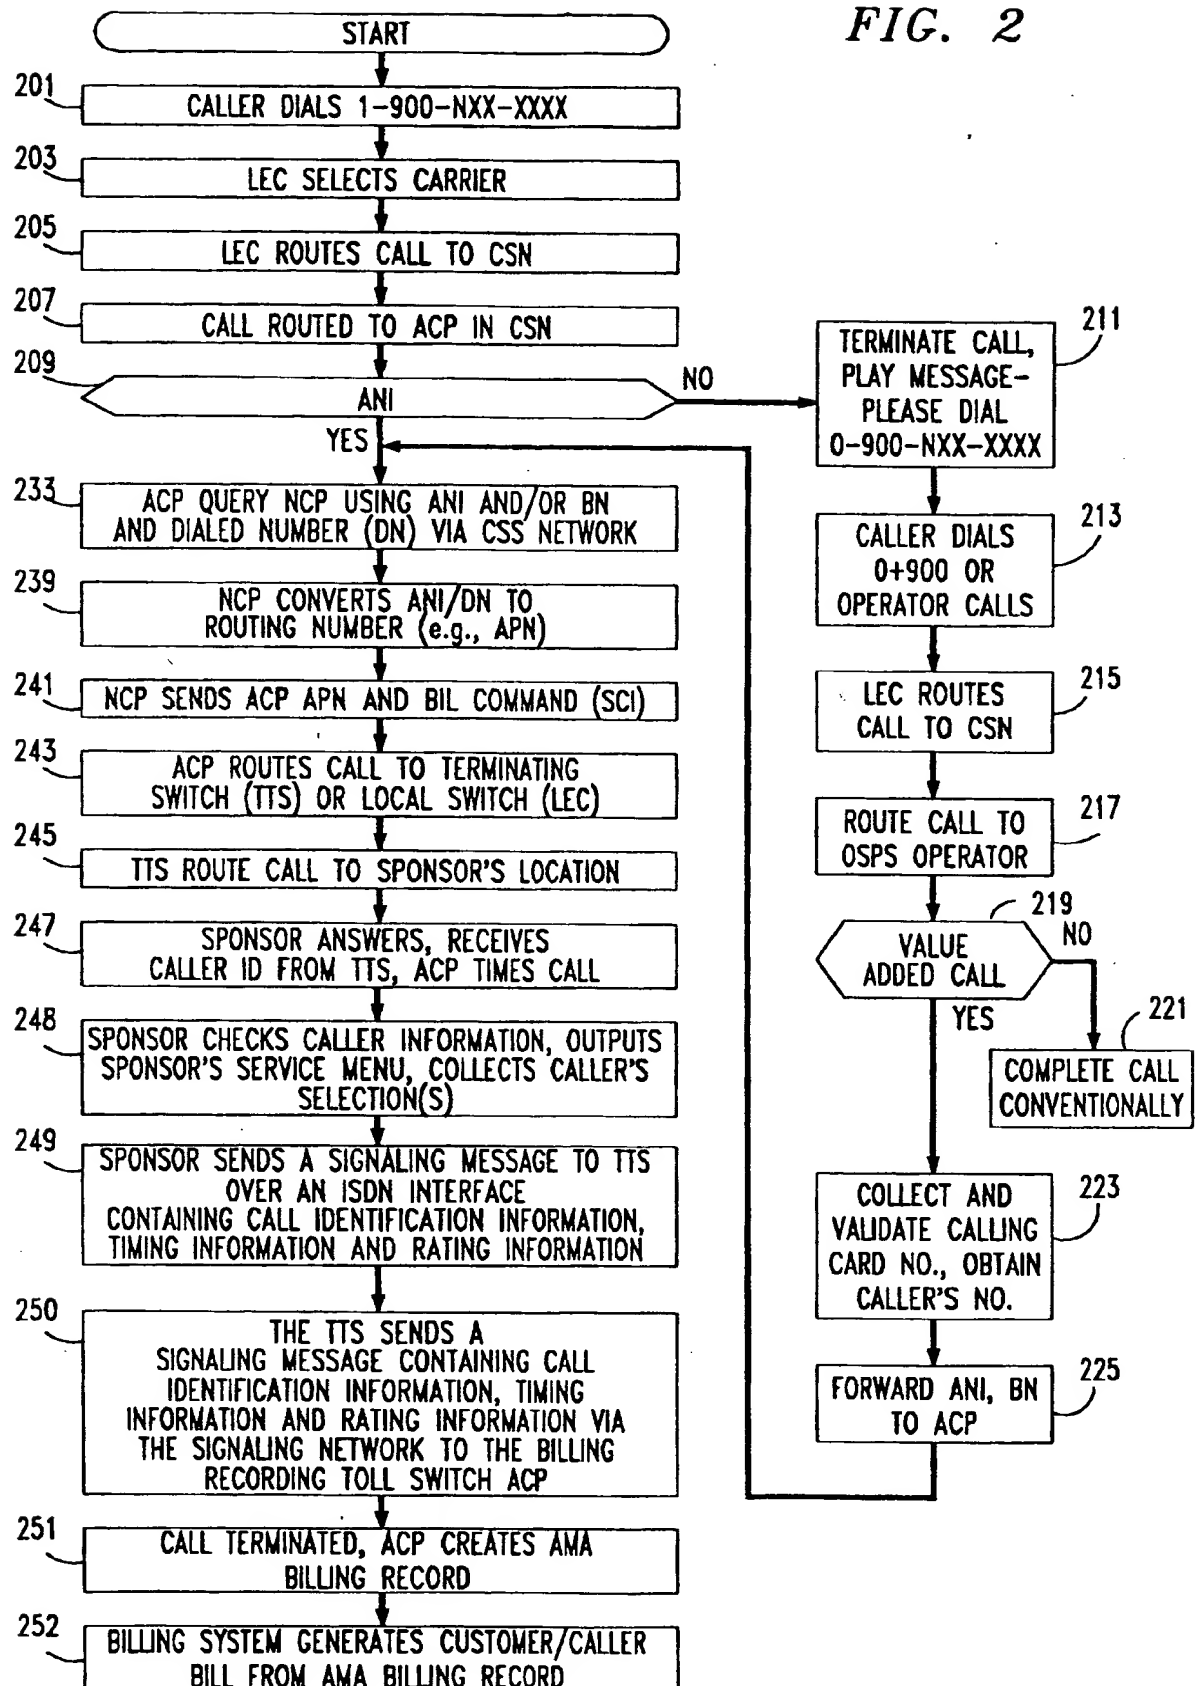 FIG. 2
START
201
CALLER DIALS 1-900-NXX-XXXX
203
LEC SELECTS CARRIER
205
LEC ROUTES CALL TO CSN
207
CALL ROUTED TO ACP IN CSN
209
ANI
NO
YES
211
TERMINATE CALL,
PLAY MESSAGE-
PLEASE DIAL
0-900-NXX-XXXX
213
CALLER DIALS
0+900 OR
OPERATOR CALLS
215
LEC ROUTES
CALL TO CSN
217
ROUTE CALL TO
OSPS OPERATOR
219
VALUE
ADDED CALL
NO
YES
221
COMPLETE CALL
CONVENTIONALLY
223
COLLECT AND
VALIDATE CALLING
CARD NO., OBTAIN
CALLER'S NO.
225
FORWARD ANI, BN
TO ACP
233
ACP QUERY NCP USING ANI AND/OR BN
AND DIALED NUMBER (DN) VIA CSS NETWORK
239
NCP CONVERTS ANI/DN TO
ROUTING NUMBER (e.g., APN)
241
NCP SENDS ACP APN AND BIL COMMAND (SCI)
243
ACP ROUTES CALL TO TERMINATING
SWITCH (TTS) OR LOCAL SWITCH (LEC)
245
TTS ROUTE CALL TO SPONSOR'S LOCATION
247
SPONSOR ANSWERS, RECEIVES
CALLER ID FROM TTS, ACP TIMES CALL
248
SPONSOR CHECKS CALLER INFORMATION, OUTPUTS
SPONSOR'S SERVICE MENU, COLLECTS CALLER'S
SELECTION(S)
249
SPONSOR SENDS A SIGNALING MESSAGE TO TTS
OVER AN ISDN INTERFACE
CONTAINING CALL IDENTIFICATION INFORMATION,
TIMING INFORMATION AND RATING INFORMATION
250
THE TTS SENDS A
SIGNALING MESSAGE CONTAINING CALL
IDENTIFICATION INFORMATION, TIMING
INFORMATION AND RATING INFORMATION VIA
THE SIGNALING NETWORK TO THE BILLING
RECORDING TOLL SWITCH ACP
251
CALL TERMINATED, ACP CREATES AMA
BILLING RECORD
252
BILLING SYSTEM GENERATES CUSTOMER/CALLER
BILL FROM AMA BILLING RECORD